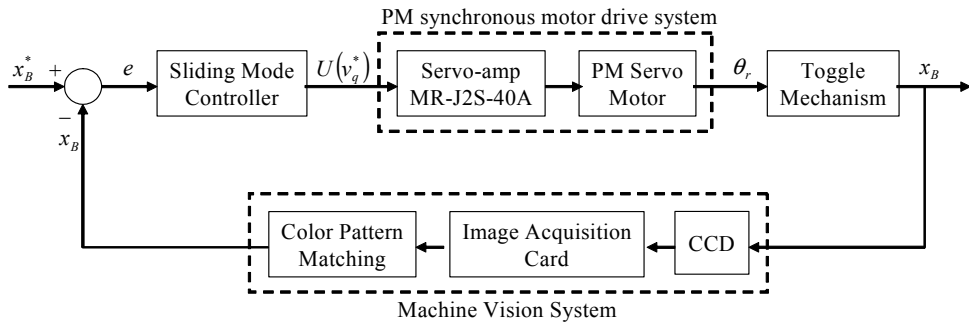 PM synchronous motor drive system
x_B^* +
e
Sliding Mode
Controller
U(v_q^*)
Servo-amp
MR-J2S-40A
PM Servo
Motor
θ_r
Toggle
Mechanism
x_B
−
x_B
Color Pattern
Matching
Image Acquisition
Card
CCD
Machine Vision System